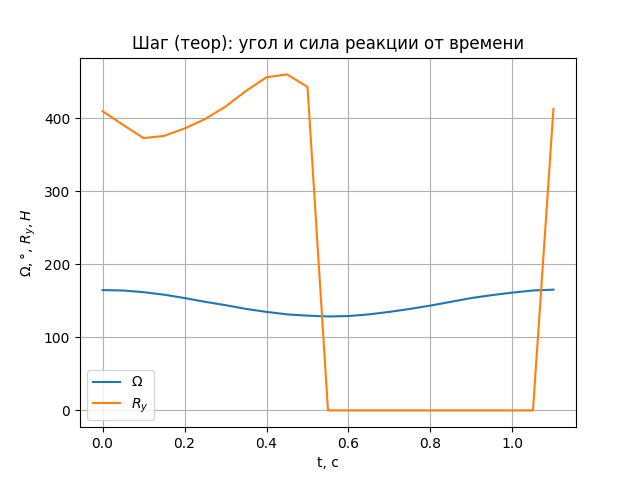 Шаг (теор): угол и сила реакции от времени
Ω,°, R_y, H
400
300
200
100
0
Ω
R_y
0.0 0.2 0.4 0.6 0.8 1.0
t, с